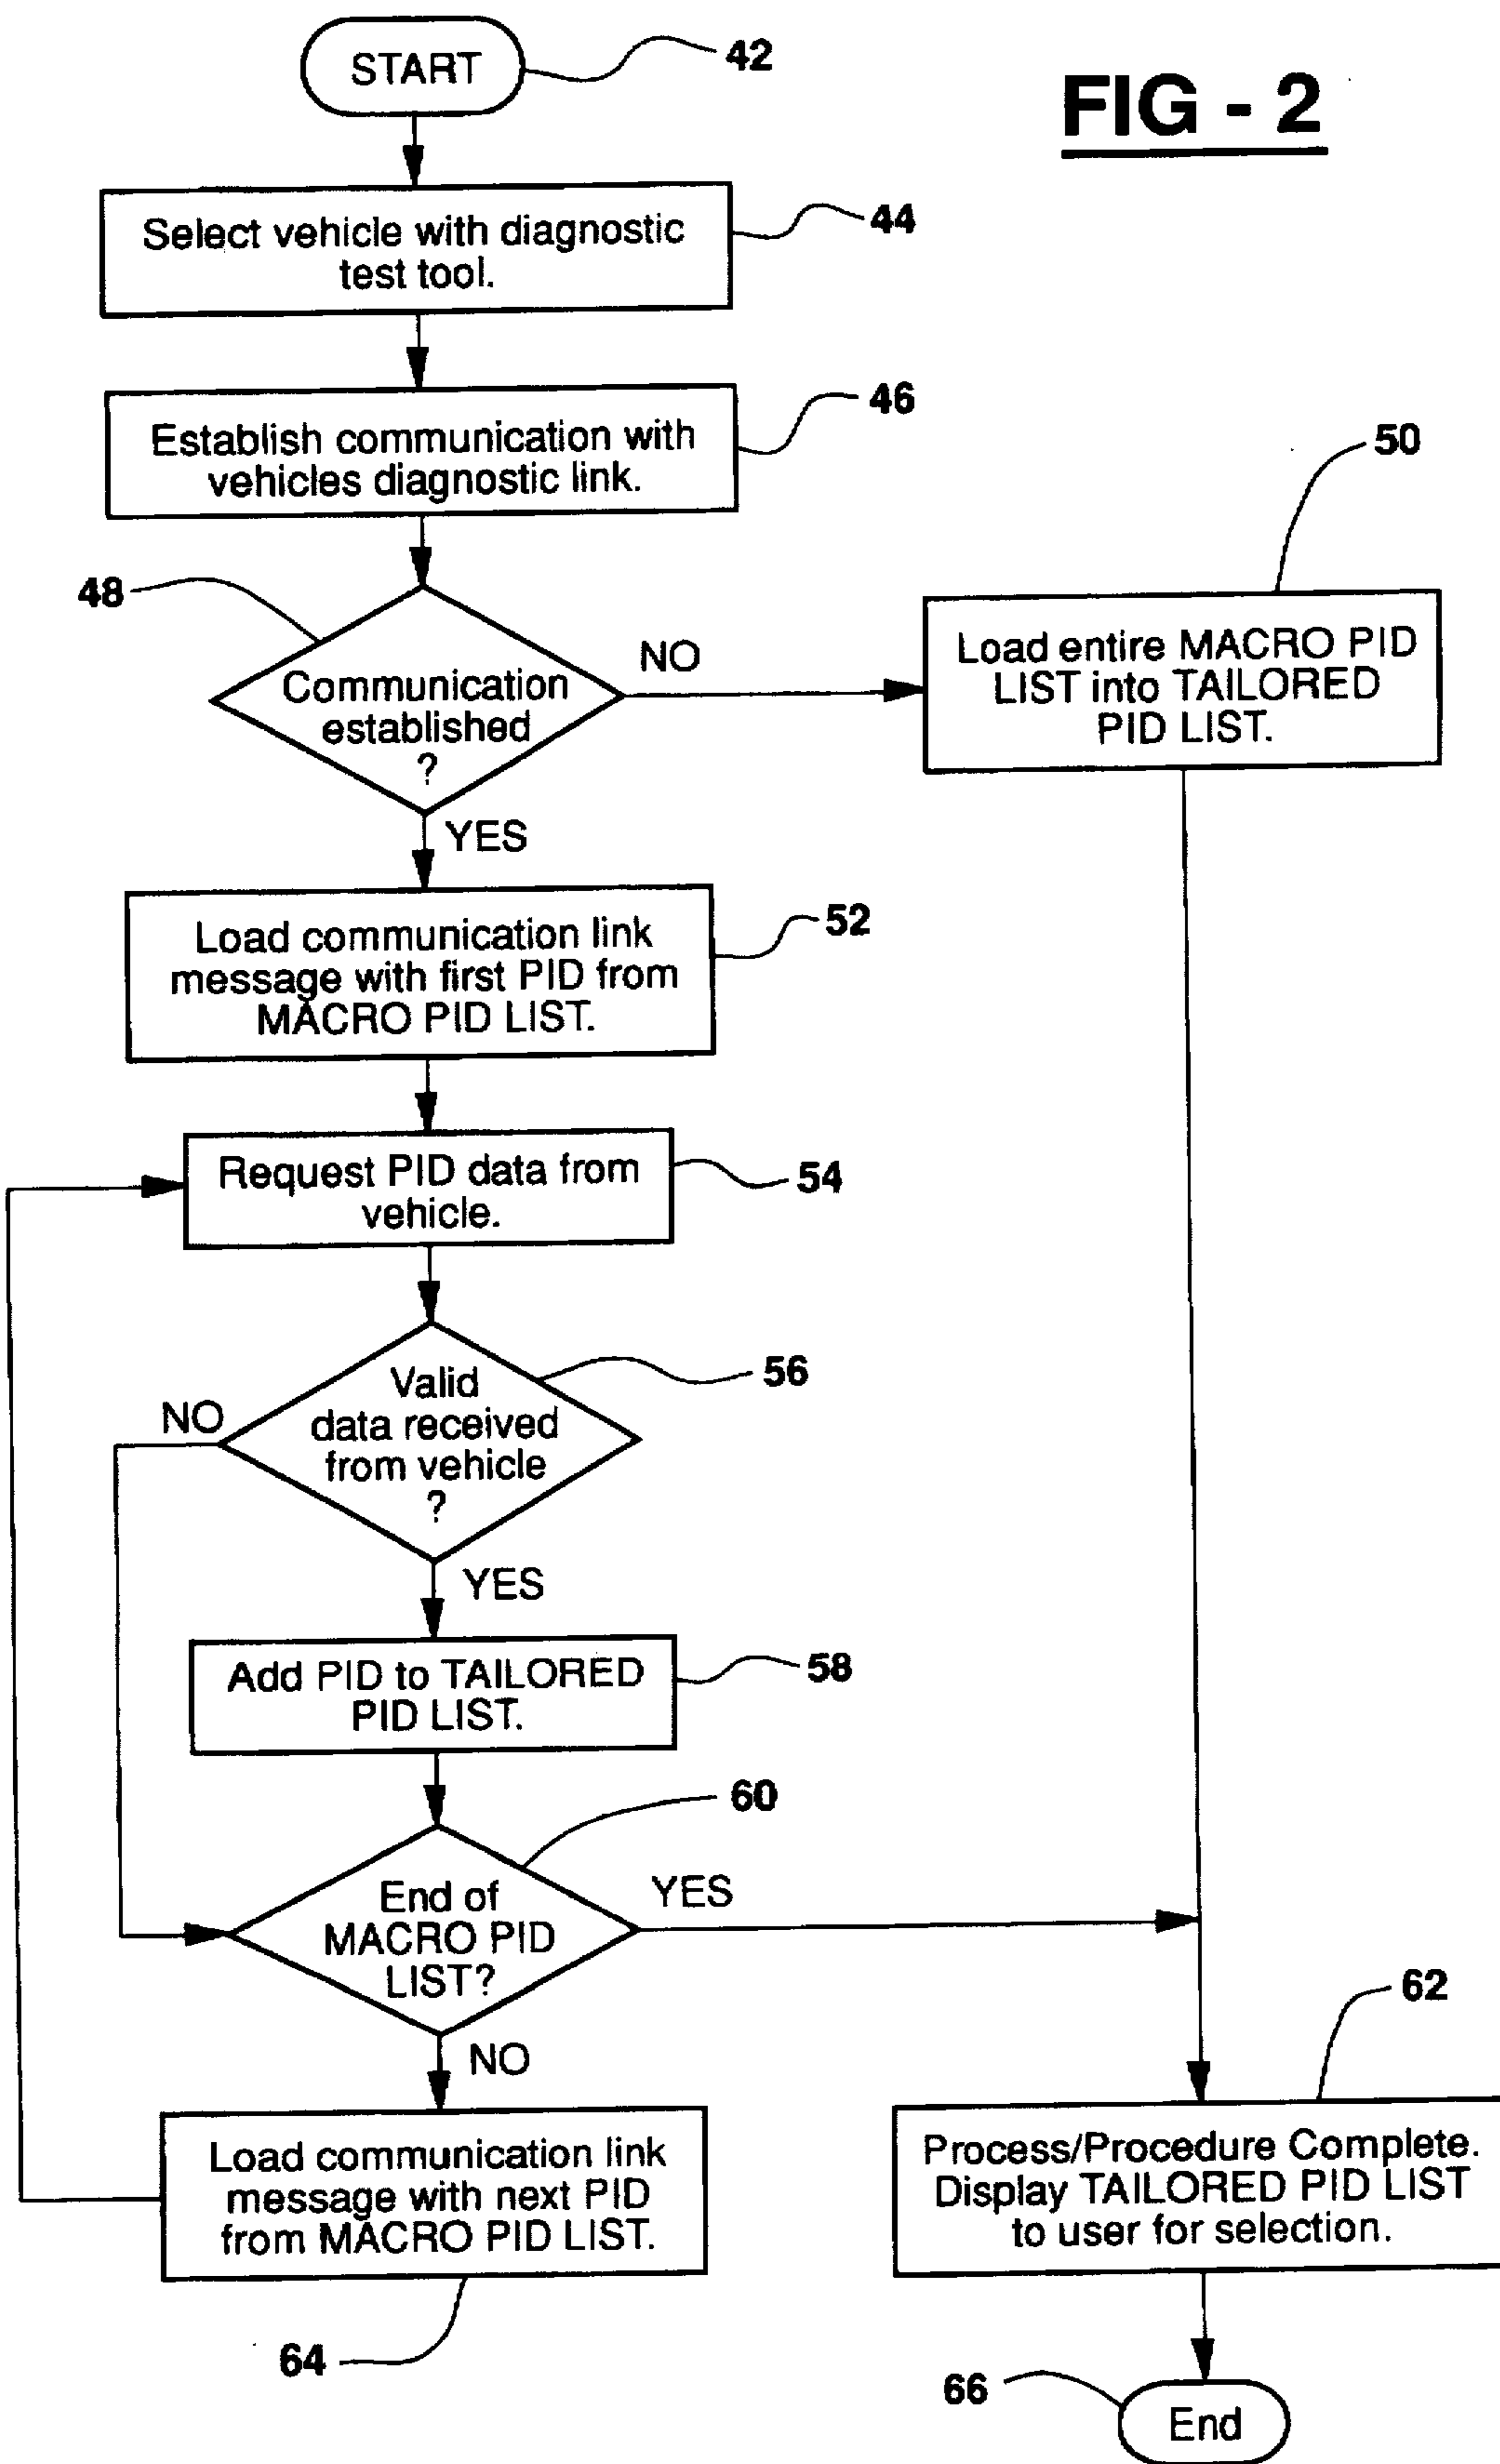 START
42
FIG - 2
Select vehicle with diagnostic
test tool.
44
Establish communication with
vehicles diagnostic link.
46
48
Communication
established
?
NO
50
Load entire MACRO PID
LIST into TAILORED
PID LIST.
YES
Load communication link
message with first PID from
MACRO PID LIST.
52
Request PID data from
vehicle.
54
Valid
data received
from vehicle
?
56
NO
YES
Add PID to TAILORED
PID LIST.
58
60
End of
MACRO PID
LIST?
YES
NO
62
Load communication link
message with next PID
from MACRO PID LIST.
64
Process/Procedure Complete.
Display TAILORED PID LIST
to user for selection.
66
End